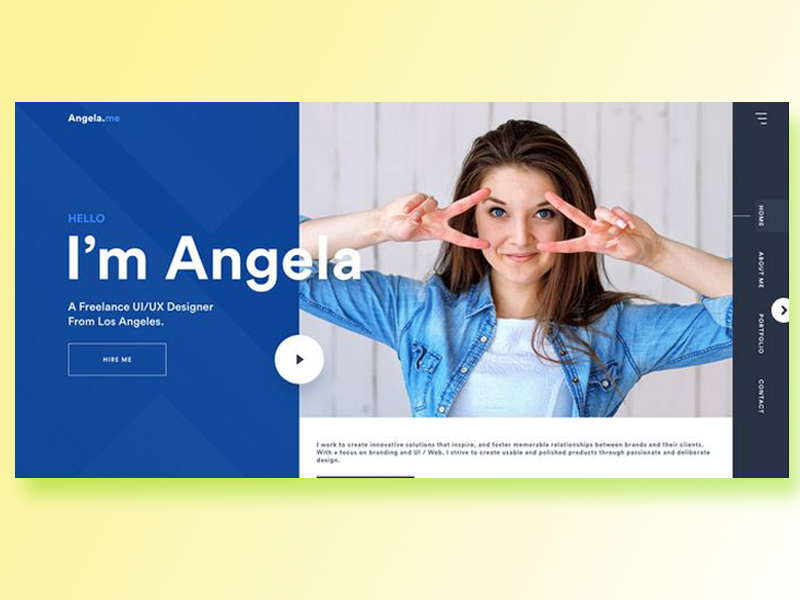 Angela.me
HELLO
I'm Angela
A Freelance UI/UX Designer
From Los Angeles.
HIRE ME
HOME
ABOUT ME
PORTFOLIO
CONTACT
I work to create innovative solutions that inspire, and foster memorable relationships between brands and their clients.
With a focus on branding and UI / Web, I strive to create usable and polished products through passionate and deliberate
design.